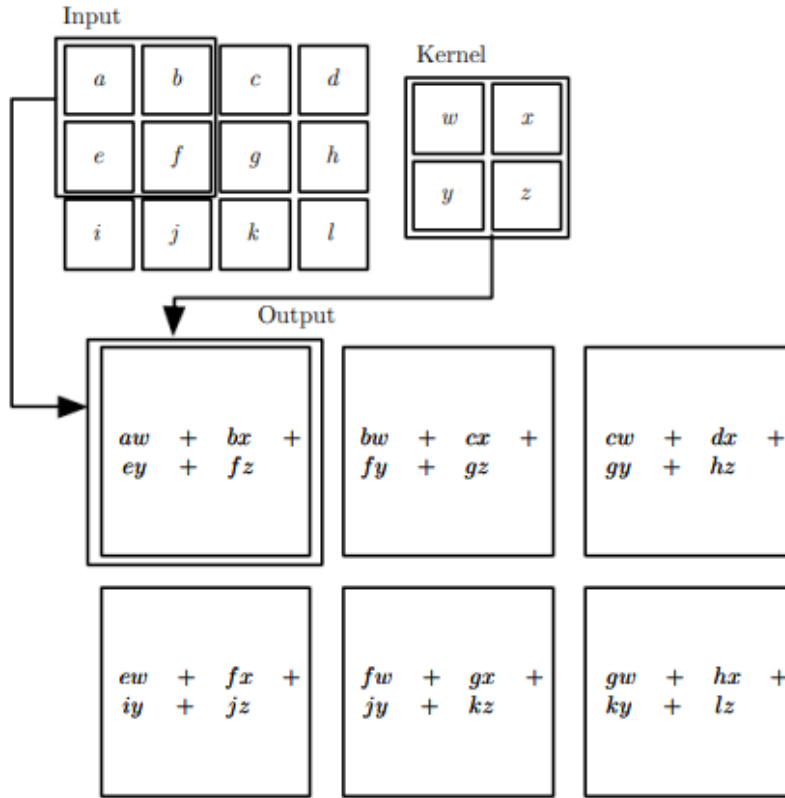 Input
a b c d
Kernel
w x
e f g h
y z
i j k l
Output
aw + bx +
ey + fz
bw + cx +
fy + gz
cw + dx +
gy + hz
ew + fx +
iy + jz
fw + gx +
jy + kz
gw + hx +
ky + lz